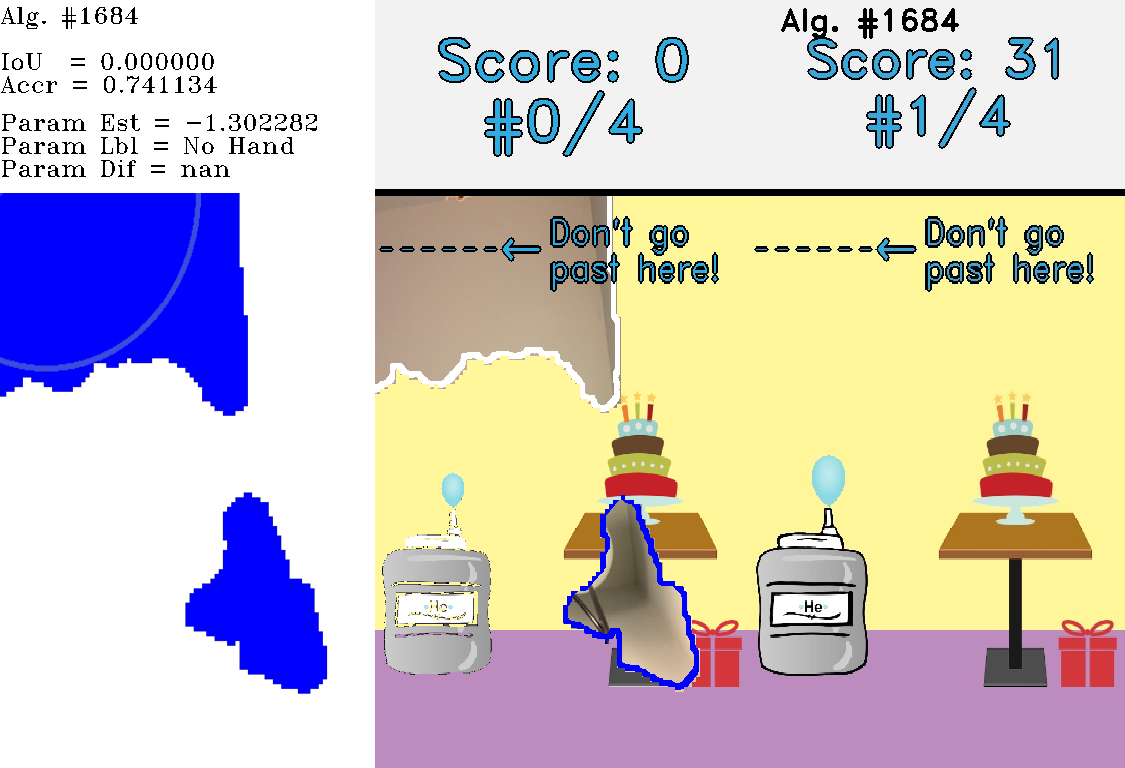 Alg. #1684
IoU = 0.000000
Accr = 0.741134
Param Est = -1.302282
Param Lbl = No Hand
Param Dif = nan
Score: 0
#0/4
Alg. #1684
Score: 31
#1/4
Don't go
past here!
Don't go
past here!
He
He